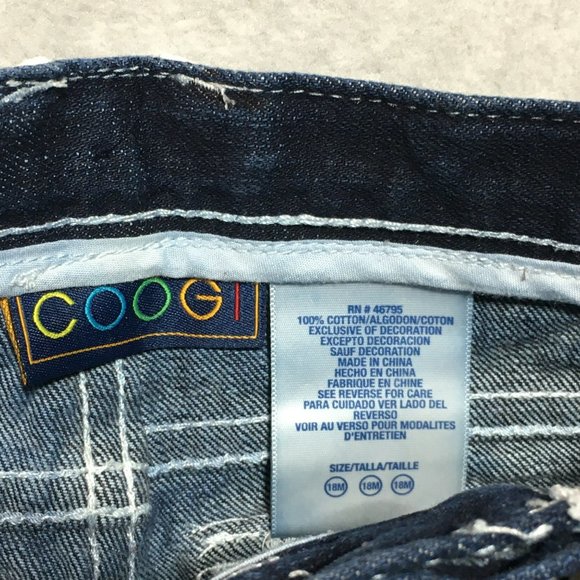 COOGI
RN # 46795
100% COTTON/ALGODON/COTON
EXCLUSIVE OF DECORATION
EXCEPTO DECORACION
SAUF DECORATION
MADE IN CHINA
HECHO EN CHINA
FABRIQUE EN CHINE
SEE REVERSE FOR CARE
PARA CUIDADO VER LADO DEL
REVERSO
VOIR AU VERSO POUR MODALITES
D'ENTRETIEN
SIZE/TALLA/TAILLE
18M 18M 18M